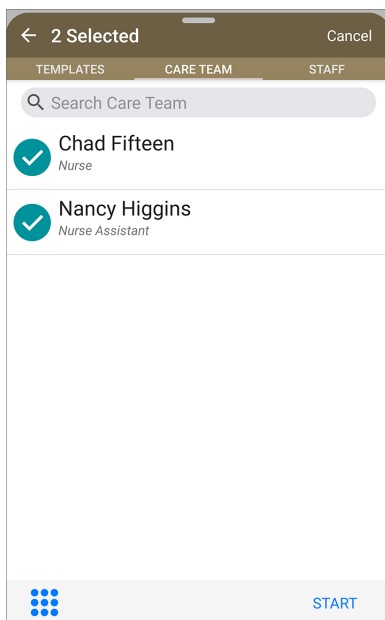 2 Selected
Cancel
TEMPLATES
CARE TEAM
STAFF
Search Care Team
Chad Fifteen
Nurse
Nancy Higgins
Nurse Assistant
START